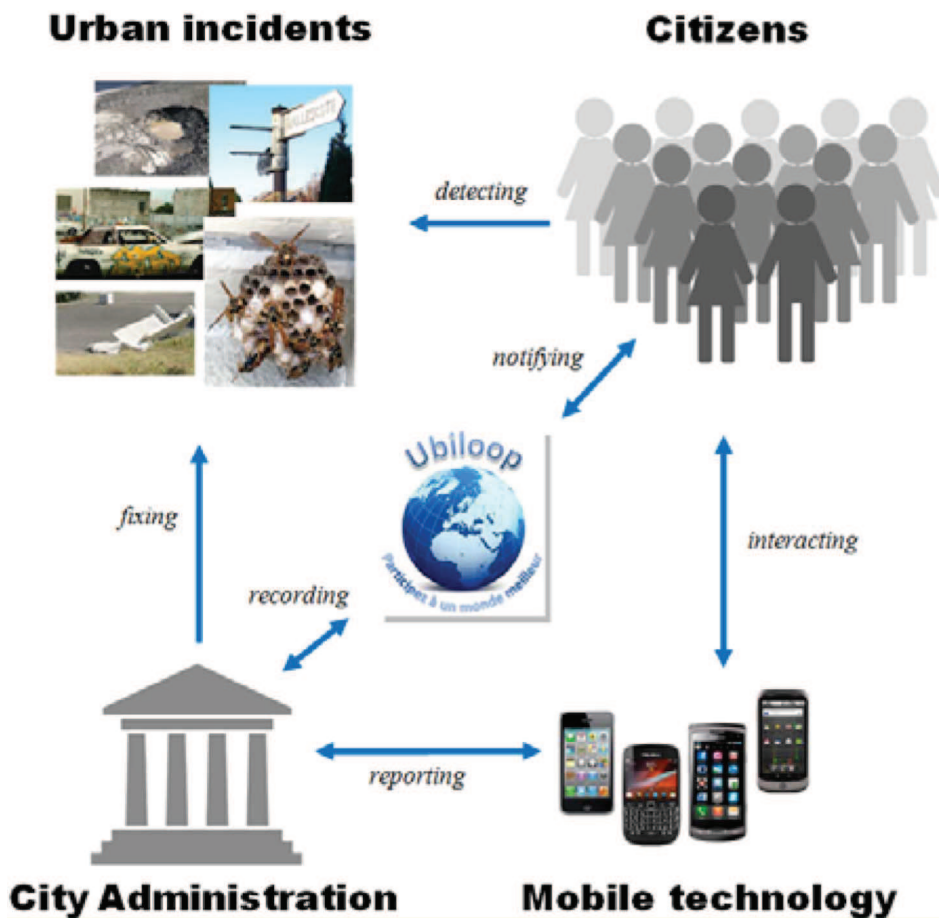 Urban incidents
Citizens
detecting
notifying
Ubiloop
Participez à un monde meilleur
fixing
interacting
recording
reporting
City Administration
Mobile technology